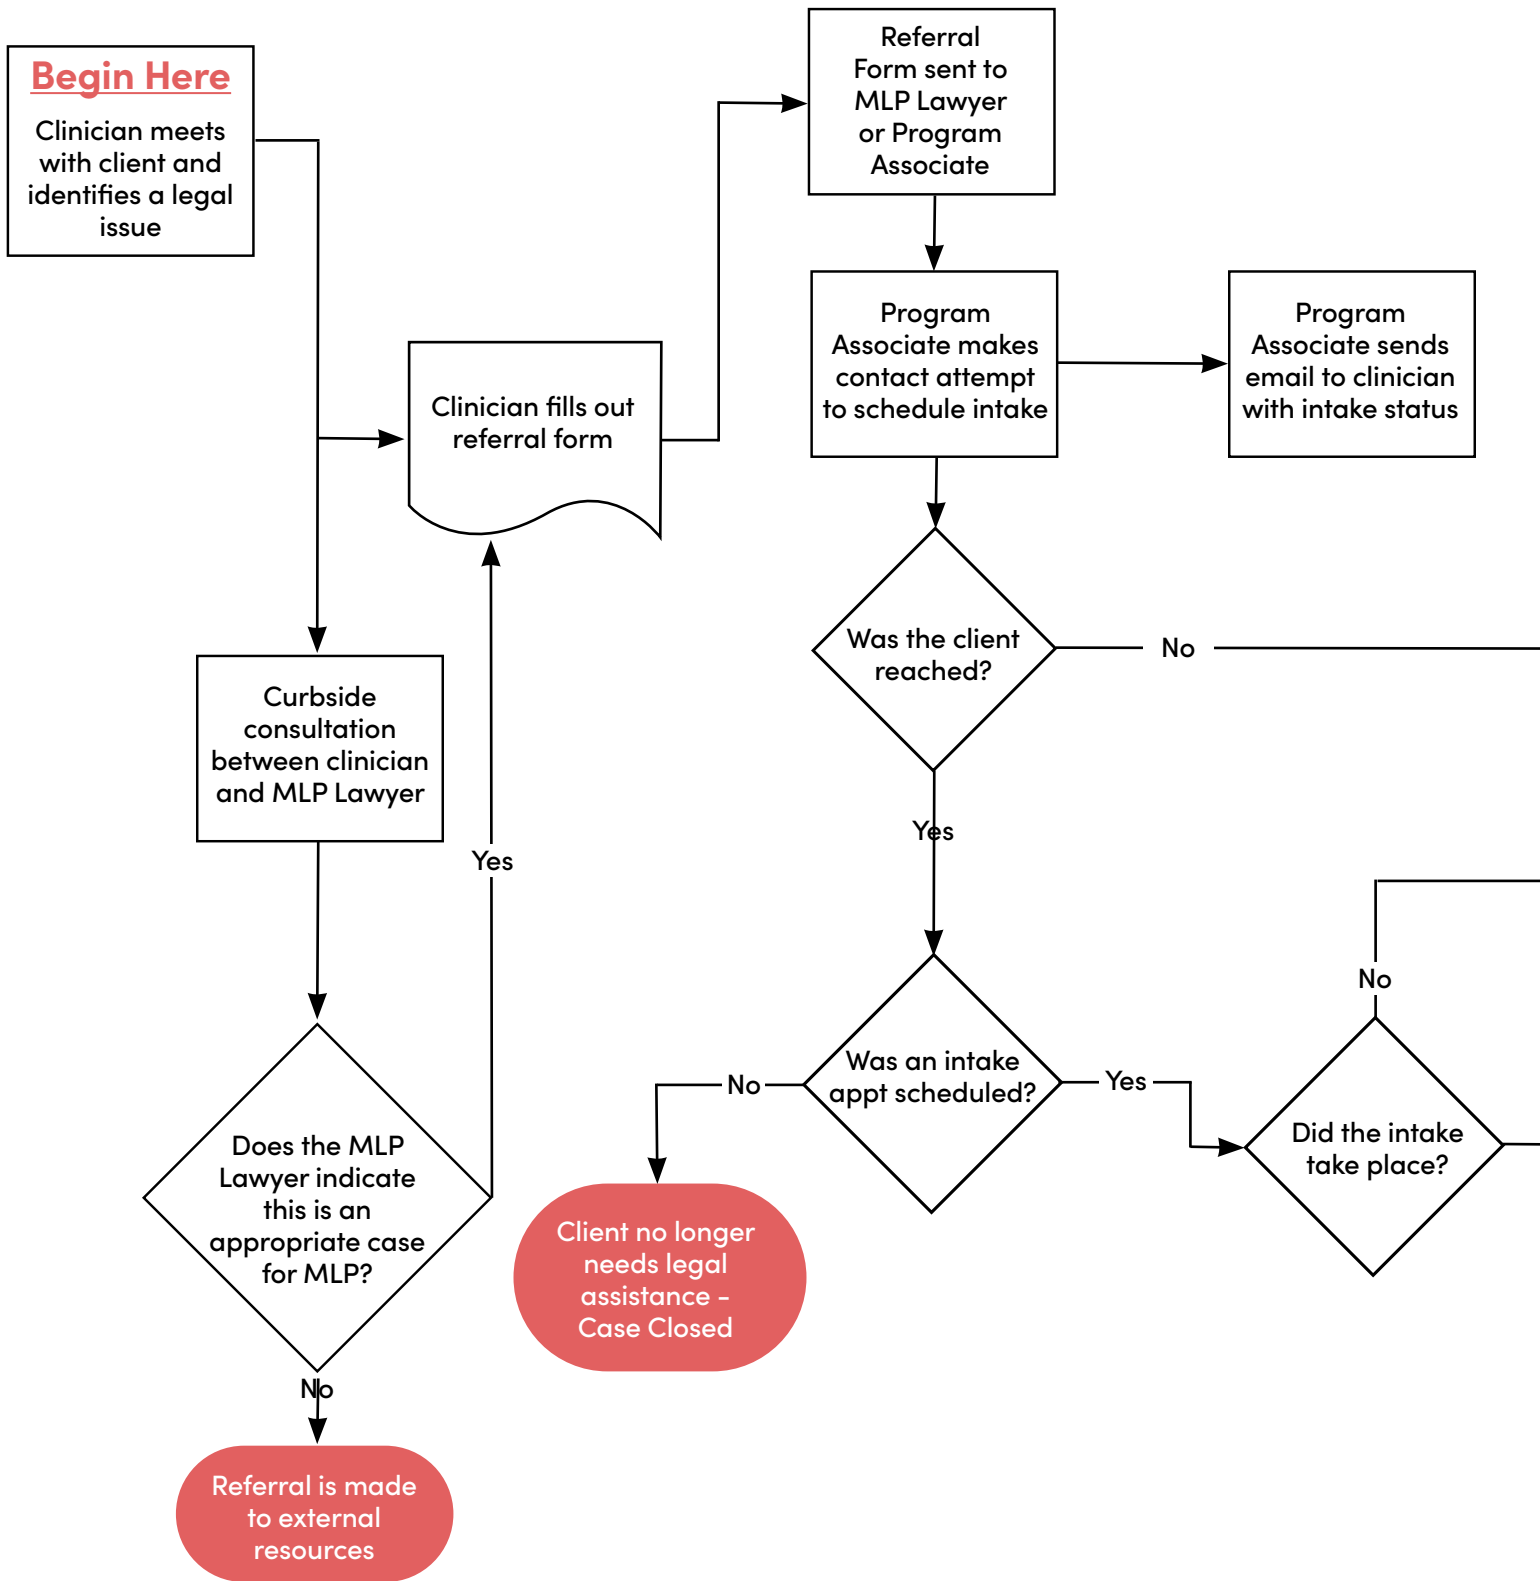 Begin Here
Clinician meets
with client and
identifies a legal
issue
Referral
Form sent to
MLP Lawyer
or Program
Associate
Program
Associate makes
contact attempt
to schedule intake
Program
Associate sends
email to clinician
with intake status
Clinician fills out
referral form
Was the client
reached?
No
Curbside
consultation
between clinician
and MLP Lawyer
Yes
Yes
No
Was an intake
appt scheduled?
No
Yes
Did the intake
take place?
Does the MLP
Lawyer indicate
this is an
appropriate case
for MLP?
Client no longer
needs legal
assistance -
Case Closed
No
Referral is made
to external
resources